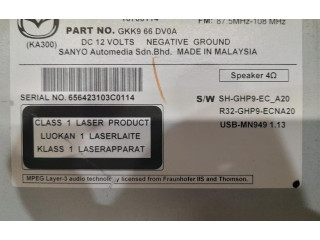 FM: 87.5MHz-108 MHz
PART NO. GKK9 66 DV0A
(KA300)
DC 12 VOLTS NEGATIVE GROUND
SANYO Automedia Sdn.Bhd. MADE IN MALAYSIA
Speaker 4Ω
SERIAL NO. 656423103C0114
S/W SH-GHP9-EC_A20
R32-GHP9-ECNA20
USB-MN949 1.13
CLASS 1 LASER PRODUCT
LUOKAN 1 LASERLAITE
KLASS 1 LASERAPPARAT
MPEG Layer-3 audio technology licensed from Fraunhofer IIS and Thomson.